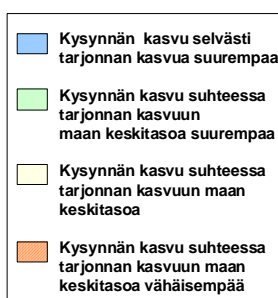 Kysynnän kasvu selvästi
tarjonnan kasvua suurempaa
Kysynnän kasvu suhteessa
tarjonnan kasvuun
maan keskitasoa suurempaa
Kysynnän kasvu suhteessa
tarjonnan kasvuun maan
keskitasoa
Kysynnän kasvu suhteessa
tarjonnan kasvuun maan
keskitasoa vähäisempää